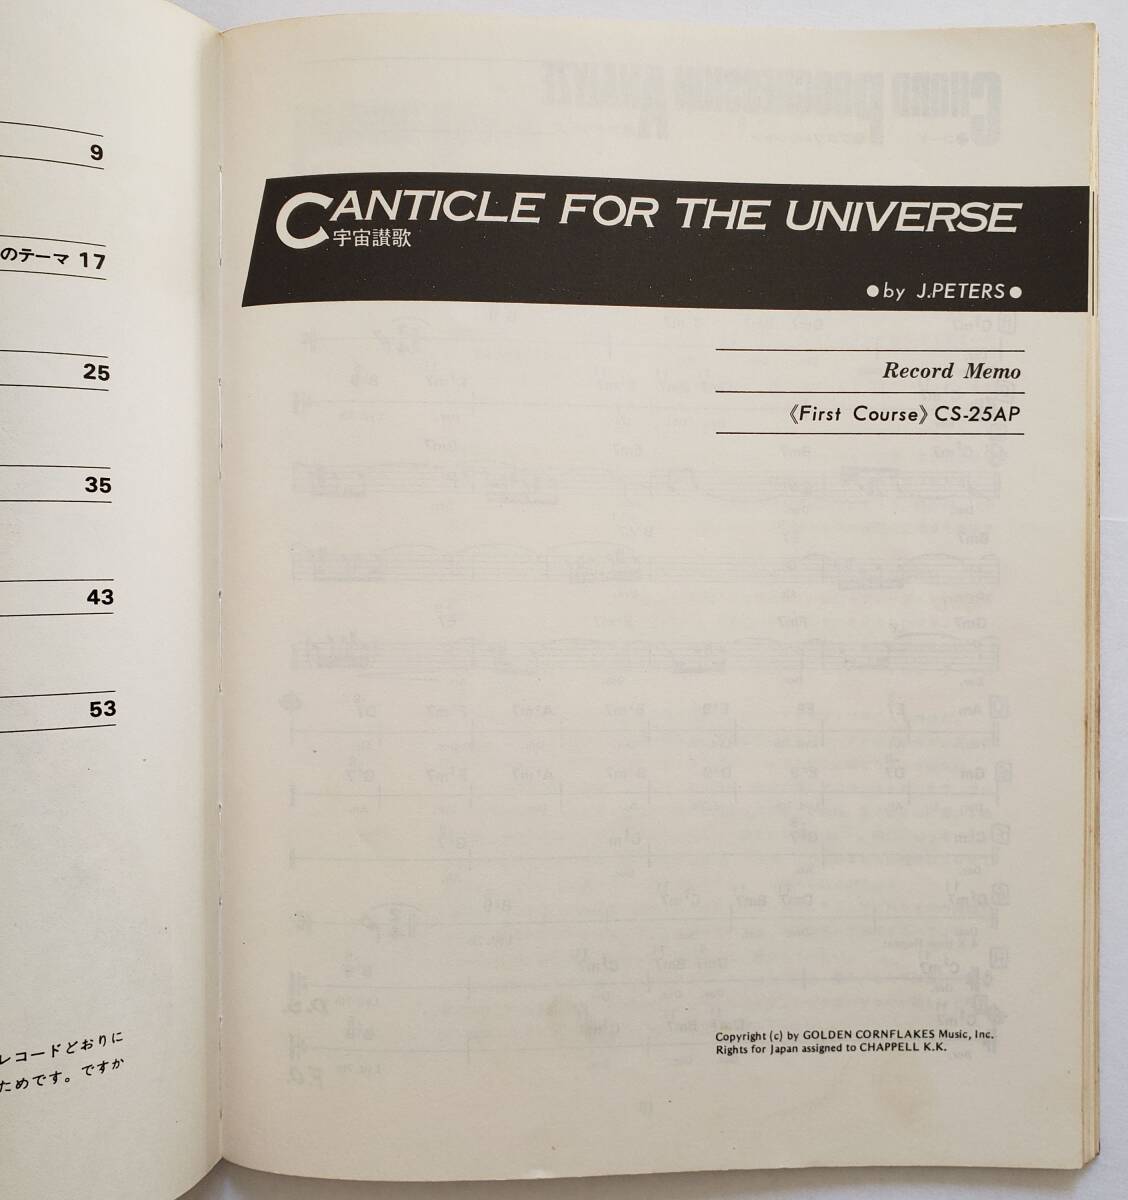 9
のテーマ 17
25
35
43
53
レコードどおりに
ためです。ですか
CANTICLE FOR THE UNIVERSE
宇宙讃歌
●by J.PETERS●
Record Memo
《First Course》CS-25AP
Copyright (c) by GOLDEN CORNFLAKES Music, Inc.
Rights for Japan assigned to CHAPPELL K.K.